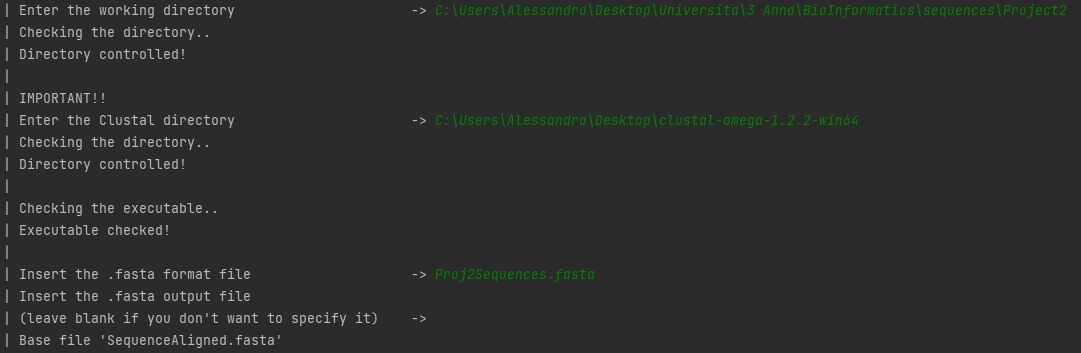 | Enter the working directory -> C:\Users\Alessandro\Desktop\Universita\3 Anno\BioInformatics\sequences\Project2
| Checking the directory..
| Directory controlled!
|
| IMPORTANT!!
| Enter the Clustal directory -> C:\Users\Alessandro\Desktop\clustal-omega-1.2.2-win64
| Checking the directory..
| Directory controlled!
|
| Checking the executable..
| Executable checked!
|
| Insert the .fasta format file -> Proj2Sequences.fasta
| Insert the .fasta output file
| (leave blank if you don't want to specify it) ->
| Base file 'SequenceAligned.fasta'